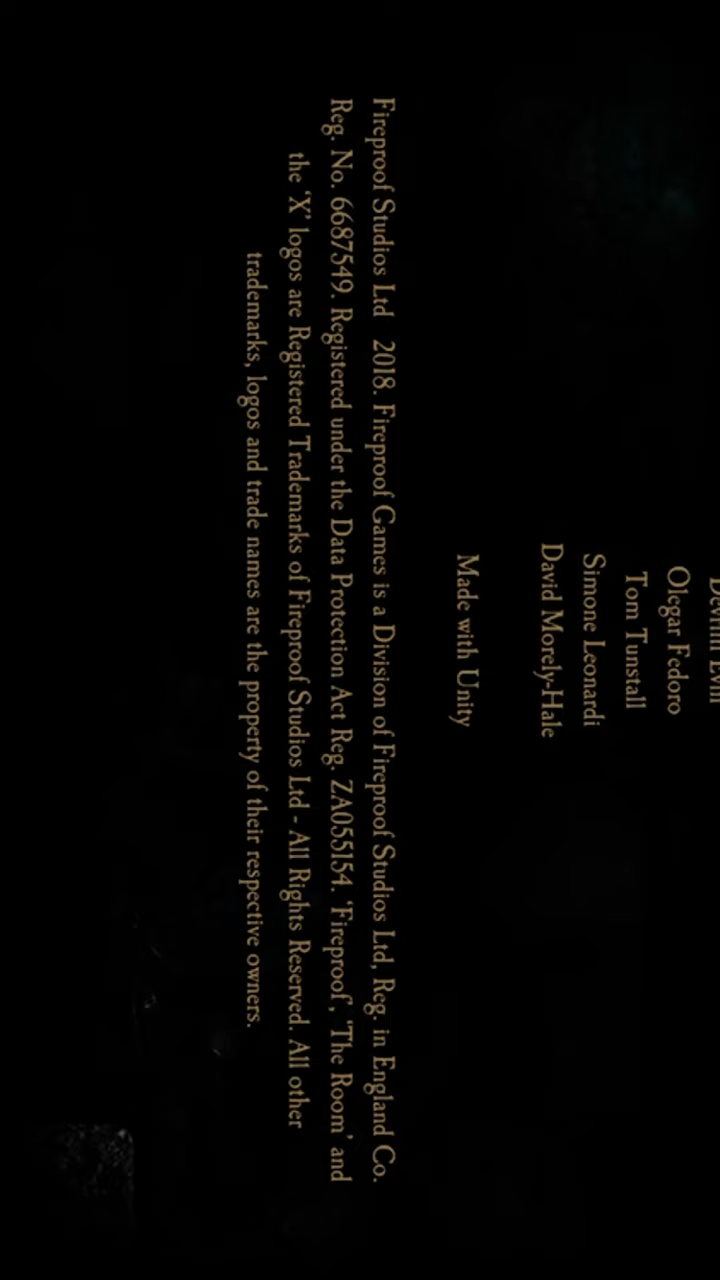 Olegar Fedoro
Tom Tunstall
Simone Leonardi
David Morely-Hale
Made with Unity
Fireproof Studios Ltd 2018. Fireproof Games is a Division of Fireproof Studios Ltd, Reg. in England Co.
Reg. No. 6687549. Registered under the Data Protection Act Reg. ZA055154. 'Fireproof', 'The Room' and
the 'X' logos are Registered Trademarks of Fireproof Studios Ltd - All Rights Reserved. All other
trademarks, logos and trade names are the property of their respective owners.